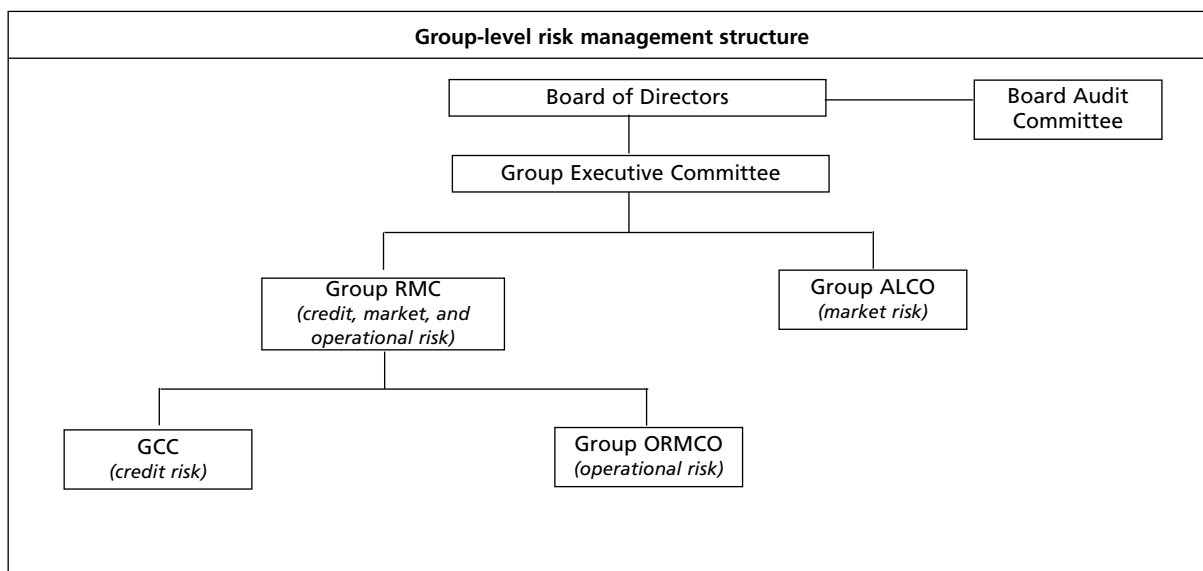 Group-level risk management structure
Board of Directors
Board Audit
Committee
Group Executive Committee
Group RMC
(credit, market, and
operational risk)
Group ALCO
(market risk)
GCC
(credit risk)
Group ORMCO
(operational risk)